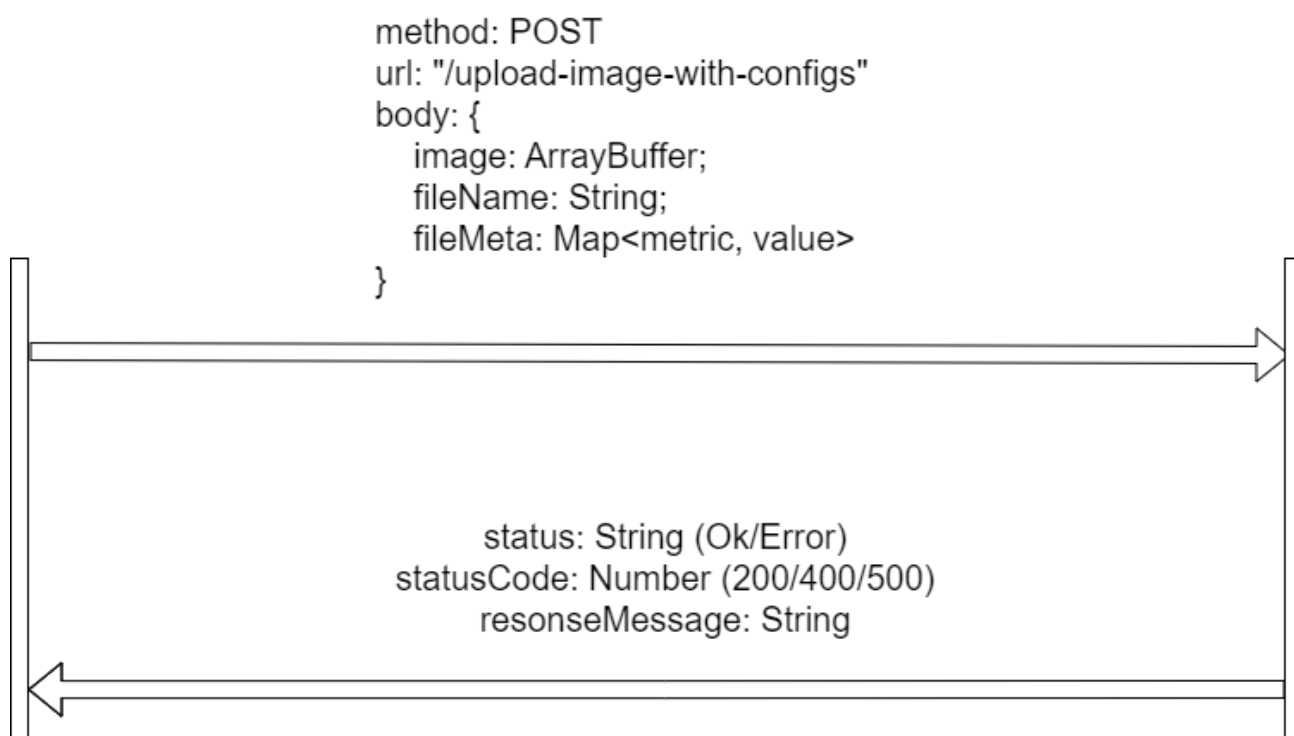 method: POST
url: "/upload-image-with-configs"
body: {
image: ArrayBuffer;
fileName: String;
fileMeta: Map<metric, value>
}
status: String (Ok/Error)
statusCode: Number (200/400/500)
resonseMessage: String